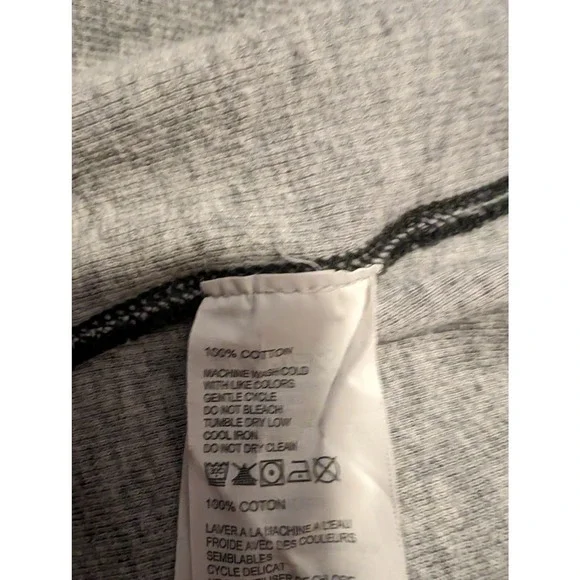 100% COTTON
MACHINE WASH COLD
WITH LIKE COLORS
GENTLE CYCLE
DO NOT BLEACH
TUMBLE DRY LOW
COOL IRON
DO NOT DRY CLEAN
100% COTON
LAVER A LA MACHINE A L'EAU
FROIDE AVEC DES COULEURS
SEMBLABLES
CYCLE DELICAT